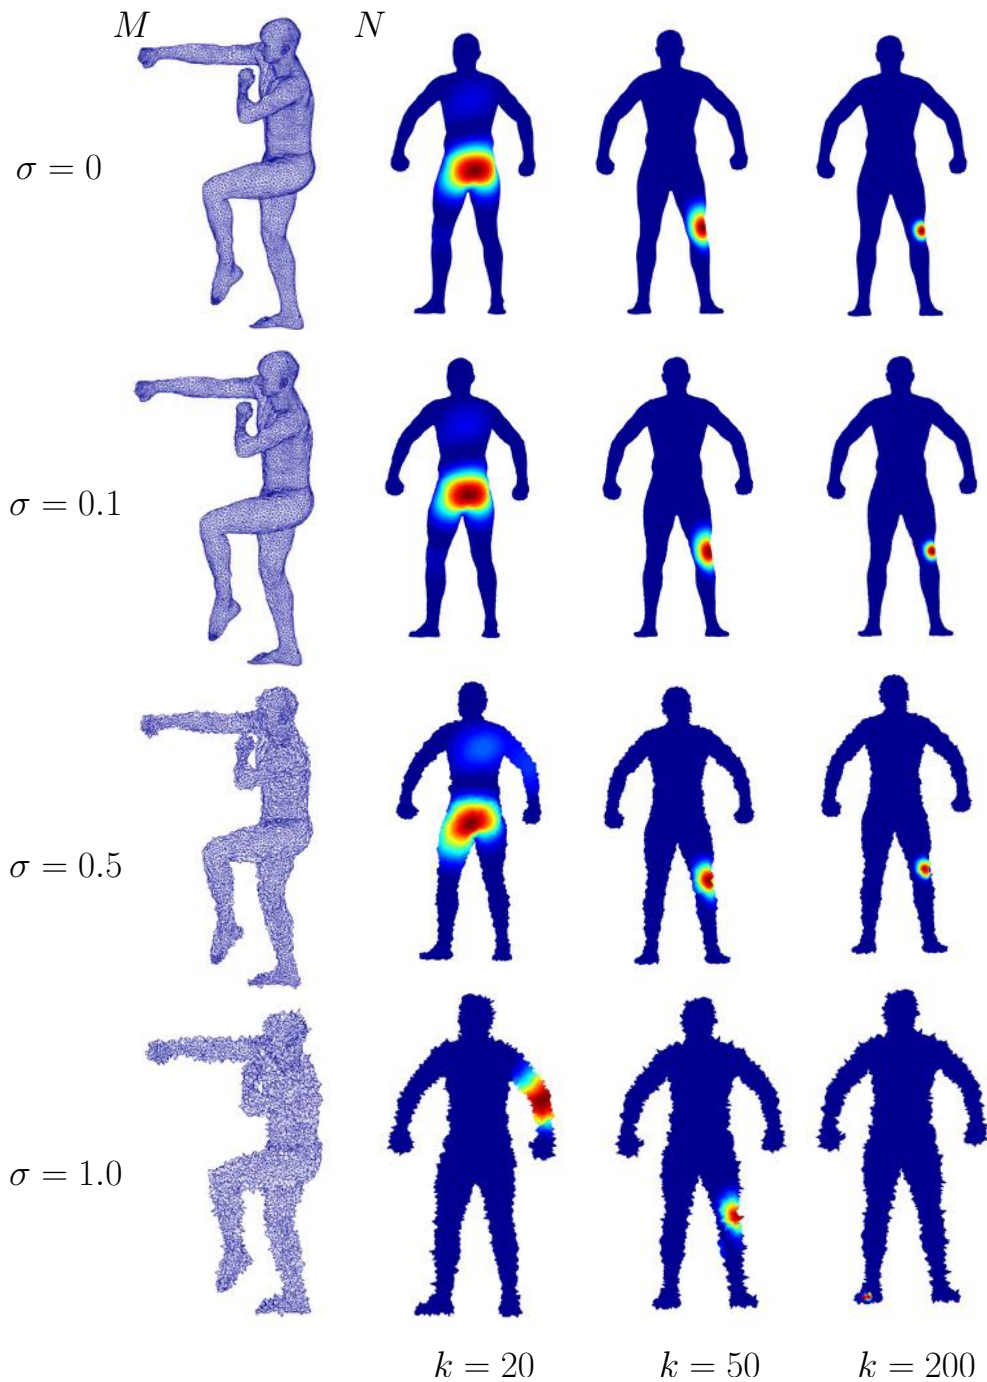 M N
σ = 0
σ = 0.1
σ = 0.5
σ = 1.0
k = 20 k = 50 k = 200